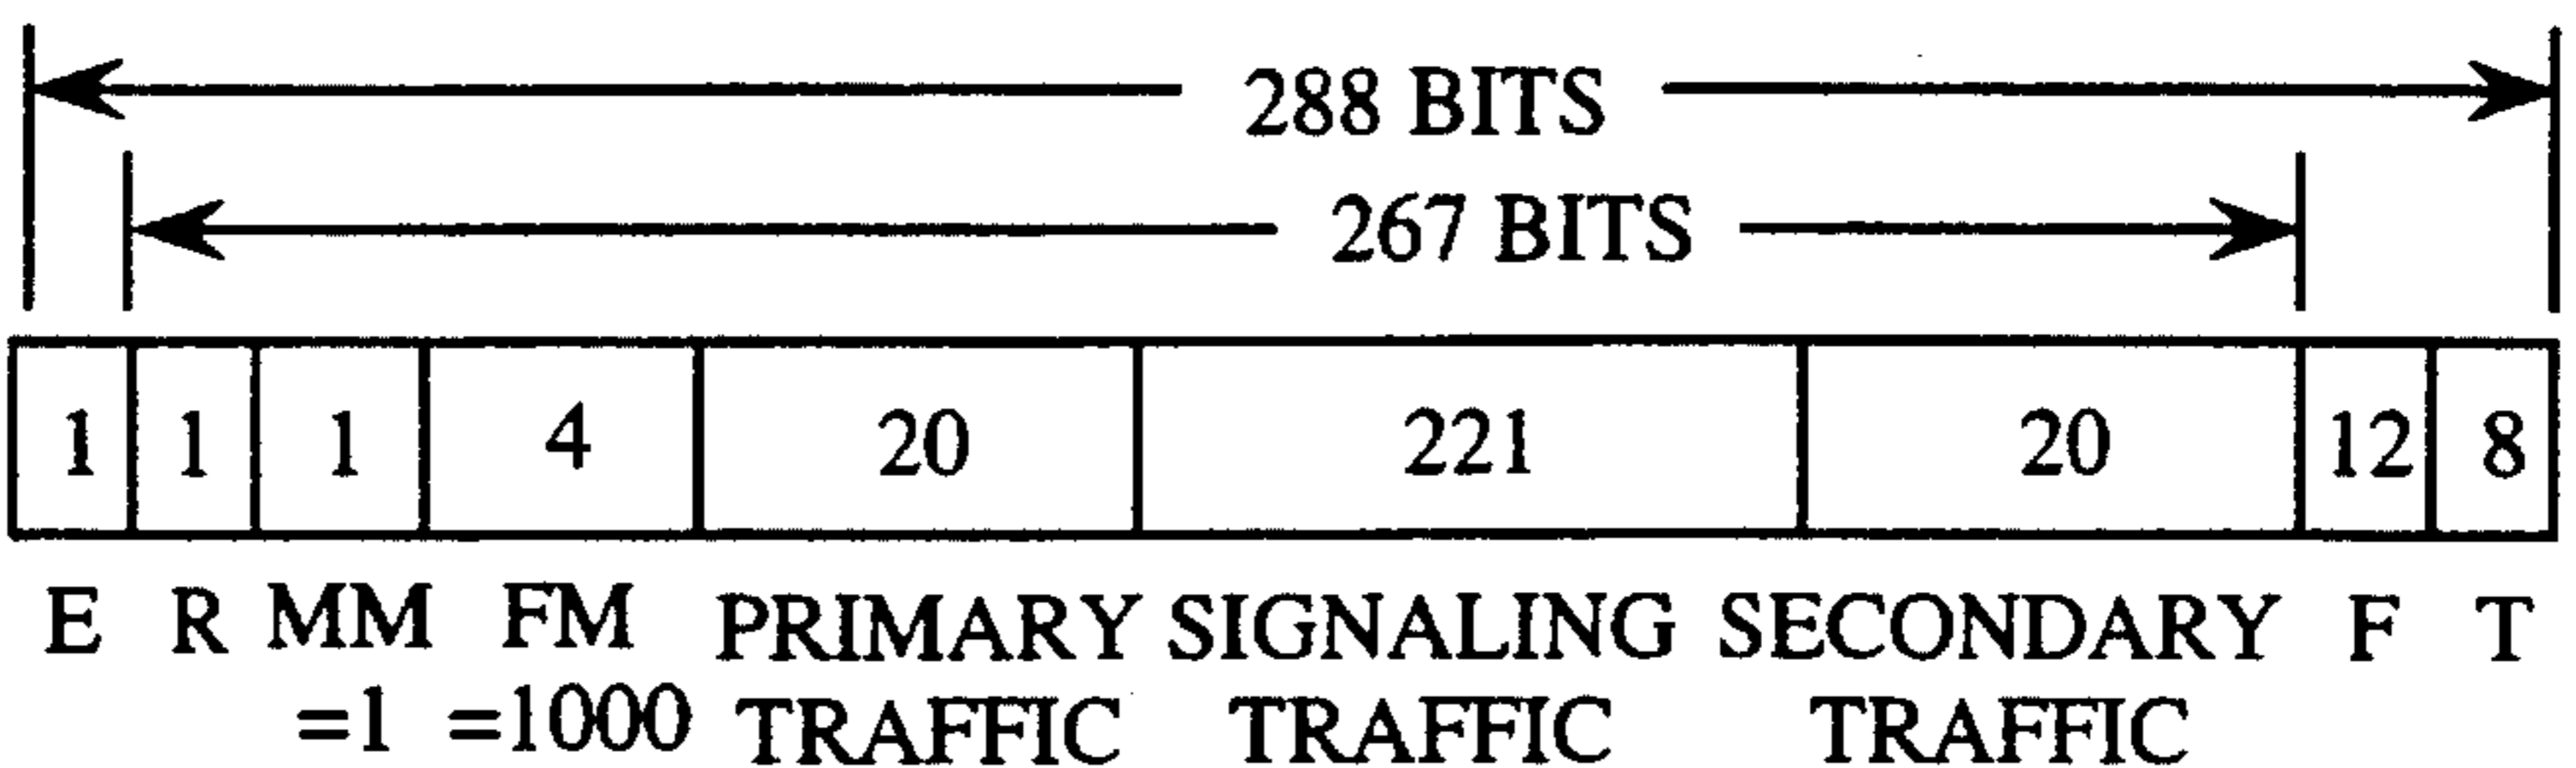 288 BITS
267 BITS
1 1 1 4 20 221 20 12 8
E R MM FM PRIMARY SIGNALING SECONDARY F T
=1 =1000 TRAFFIC TRAFFIC TRAFFIC